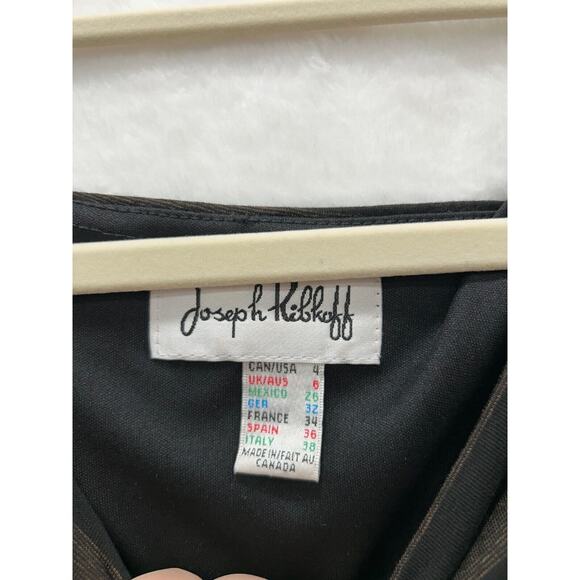 Joseph Ribkoff
CAN/USA 4
UK/AUS 6
MEXICO 26
GER 32
FRANCE 34
SPAIN 36
ITALY 38
MADE IN/FAIT AU
CANADA